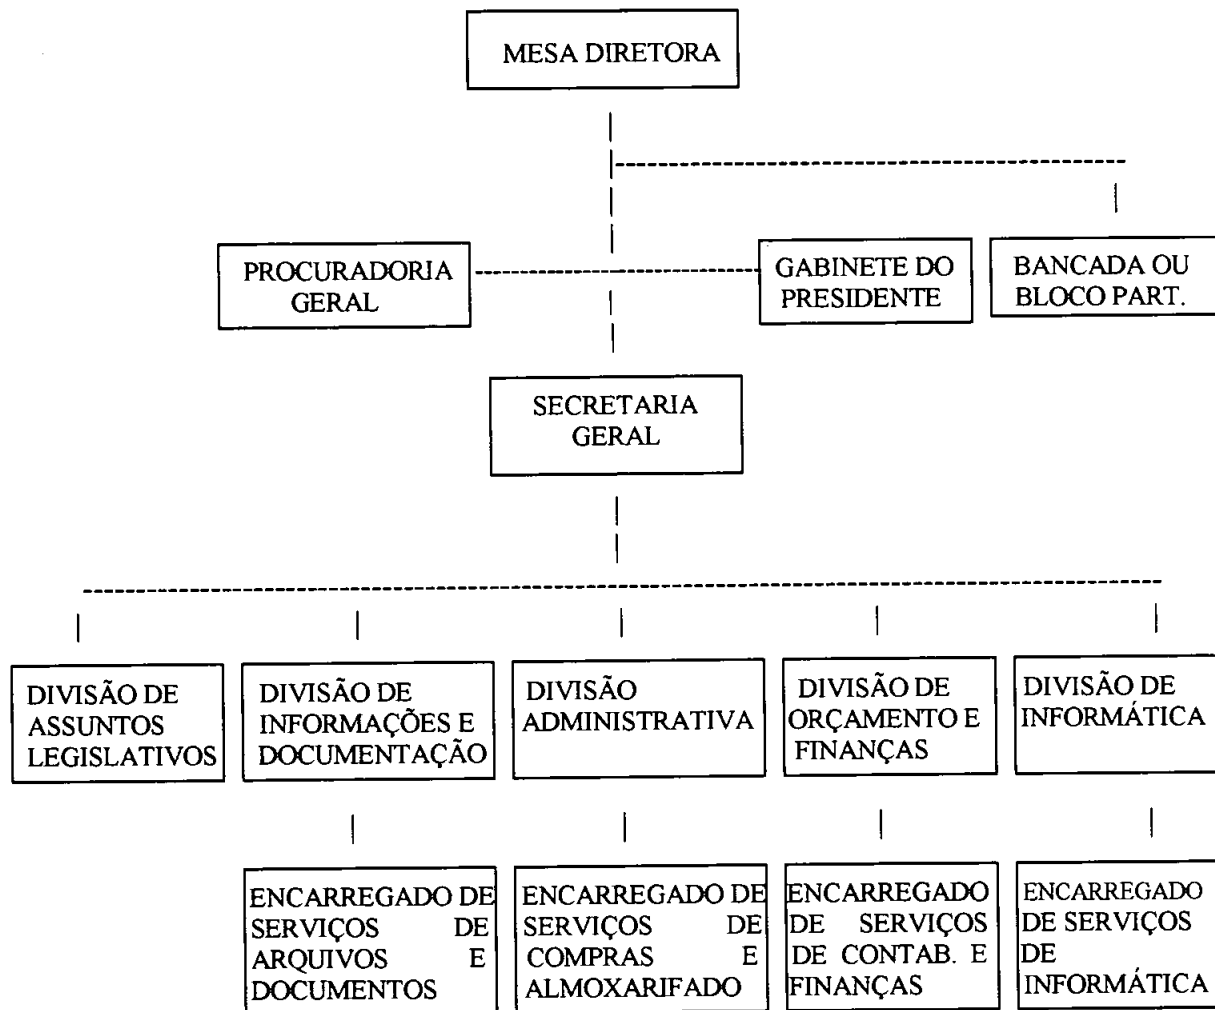 MESA DIRETORA
PROCURADORIA
GERAL
GABINETE DO
PRESIDENTE
BANCADA OU
BLOCO PART.
SECRETARIA
GERAL
DIVISÃO DE
ASSUNTOS
LEGISLATIVOS
DIVISÃO DE
INFORMAÇÕES E
DOCUMENTAÇÃO
DIVISÃO
ADMINISTRATIVA
DIVISÃO DE
ORÇAMENTO E
FINANÇAS
DIVISÃO DE
INFORMÁTICA
ENCARREGADO DE
SERVIÇOS DE
ARQUIVOS E
DOCUMENTOS
ENCARREGADO DE
SERVIÇOS DE
COMPRAS E
ALMOXARIFADO
ENCARREGADO
DE SERVIÇOS
DE CONTAB. E
FINANÇAS
ENCARREGADO
DE SERVIÇOS
DE
INFORMÁTICA